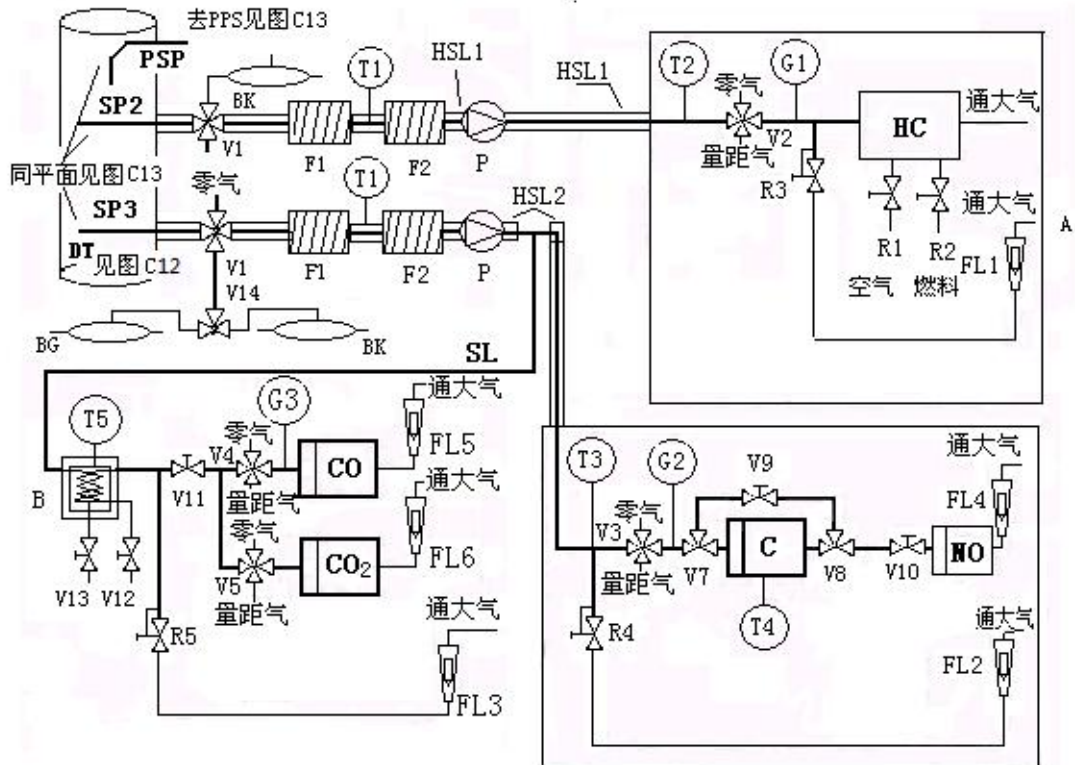 去PPS见图C13
PSP
SP2
BK
V1
F1
T1
F2
HSL1
P
HSL1
T2
零气
量距气
V2
G1
R3
HC
通大气
R1
空气
R2
燃料
通大气
FL1
A
同平面见图C13
SP3
DT 见图C12
零气
V1
V14
F1
T1
F2
P
HSL2
BG
BK
SL
T5
B
V13
V12
V11
V4
零气
量距气
G3
CO
通大气
FL5
V5
零气
量距气
CO₂
通大气
FL6
R5
通大气
FL3
T3
V3
零气
量距气
G2
V7
V9
C
T4
V8
V10
NO
通大气
FL4
R4
通大气
FL2